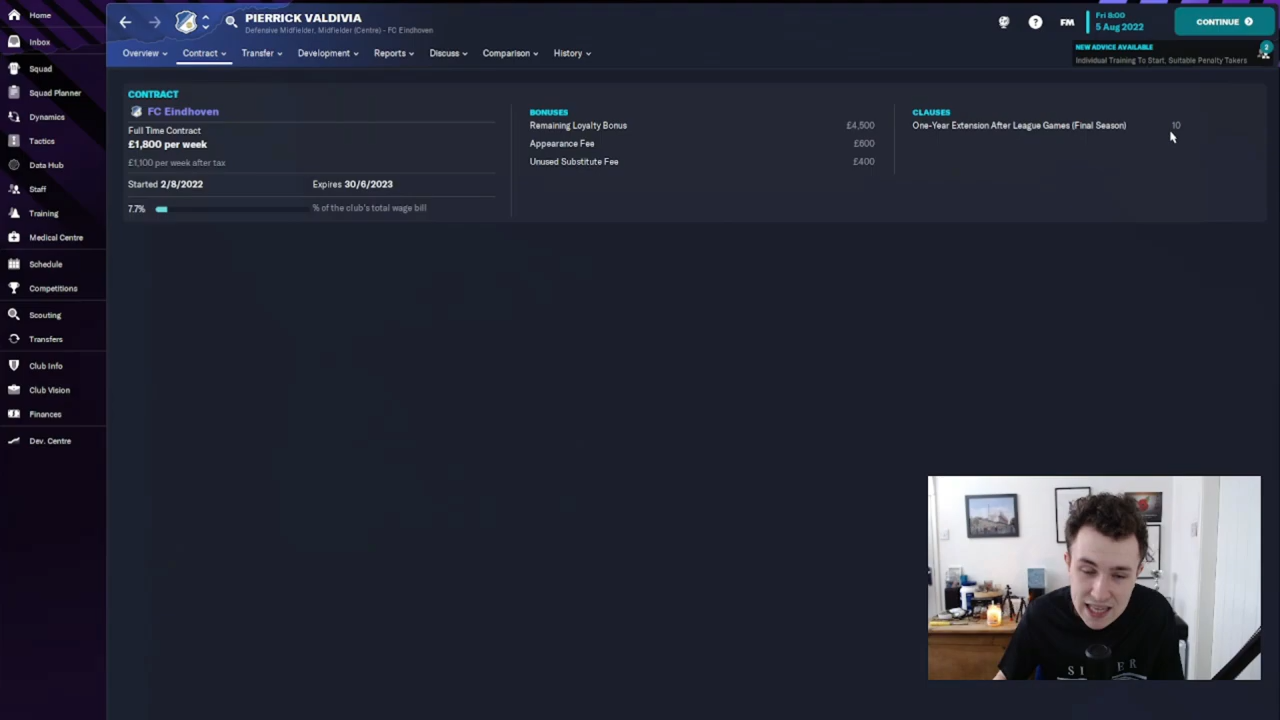 Home
Inbox
Squad
Squad Planner
Dynamics
Tactics
Data Hub
Staff
Training
Medical Centre
Schedule
Competitions
Scouting
Transfers
Club Info
Club Vision
Finances
Dev. Centre
PIERRICK VALDIVIA
Defensive Midfielder, Midfielder (Centre) - FC Eindhoven
FM
Fri 8:00
5 Aug 2022
CONTINUE
Overview Contract Transfer Development Reports Discuss Comparison History
NEW ADVICE AVAILABLE
Individual Training To Start, Suitable Penalty Takers
2
CONTRACT
FC Eindhoven
Full Time Contract
£1,800 per week
£1,100 per week after tax
Started 2/8/2022 Expires 30/6/2023
7.7% % of the club's total wage bill
BONUSES
Remaining Loyalty Bonus £4,500
Appearance Fee £600
Unused Substitute Fee £400
CLAUSES
One-Year Extension After League Games (Final Season) 10